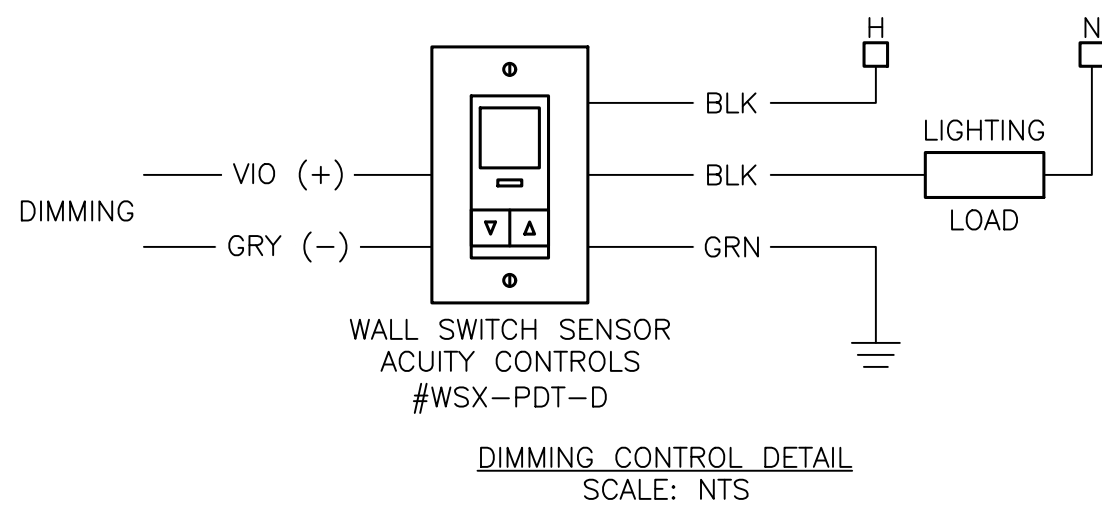 H
N
BLK
LIGHTING
VIO (+)
BLK
DIMMING
LOAD
GRY (-)
GRN
WALL SWITCH SENSOR
ACUITY CONTROLS
#WSX-PDT-D
DIMMING CONTROL DETAIL
SCALE: NTS